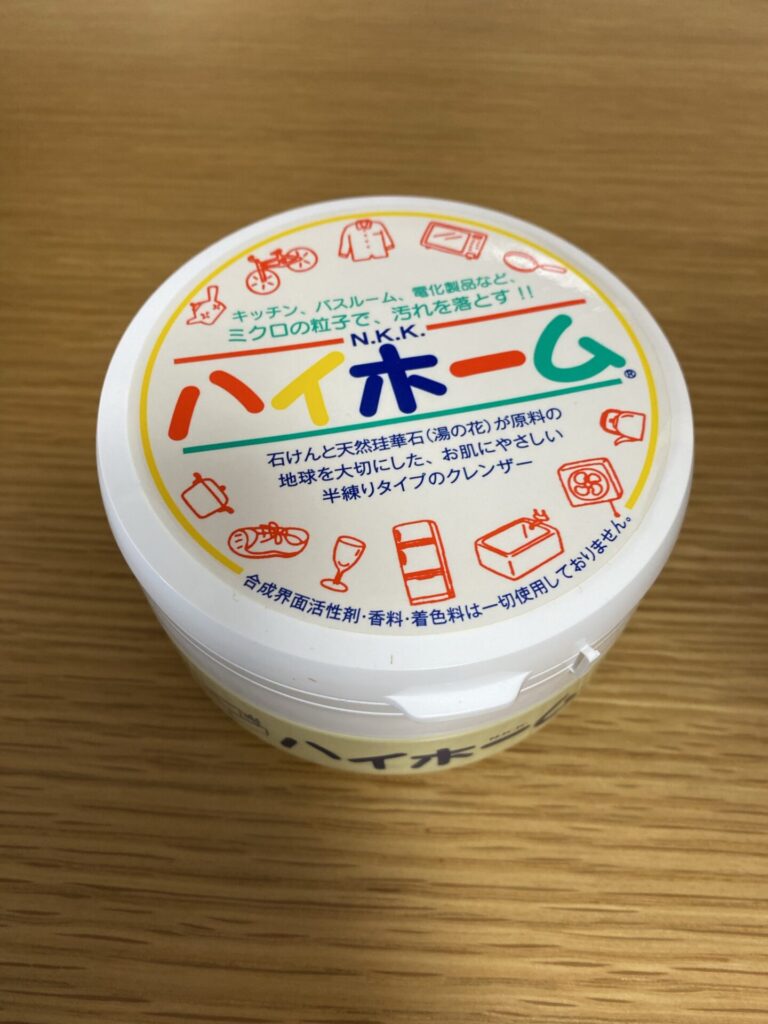 キッチン、バスルーム、電化製品など、
ミクロの粒子で、汚れを落とす!!
N.K.K.
ハイホーム®
石けんと天然珪華石(湯の花)が原料の
地球を大切にした、お肌にやさしい
半練りタイプのクレンザー
合成界面活性剤・香料・着色料は一切使用しておりません。
ハイホーム